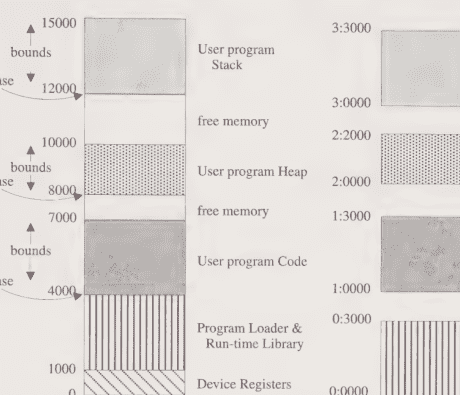 15000
bounds
User program
Stack
12000
free memory
10000
bounds
User program Heap
8000
free memory
7000
bounds
User program Code
4000
Program Loader &
Run-time Library
1000
Device Registers
0
3:3000
3:0000
2:2000
2:0000
1:3000
1:0000
0:3000
0:0000